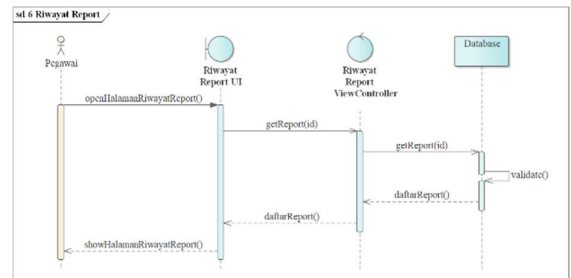 sd 6 Riwayat Report
Pegawai
Riwayat
Report UI
Riwayat
Report
ViewController
Database
openHalamanRiwayatReport()
getReport(id)
getReport(id)
validate()
daftarReport()
daftarReport()
showHalamanRiwayatReport()